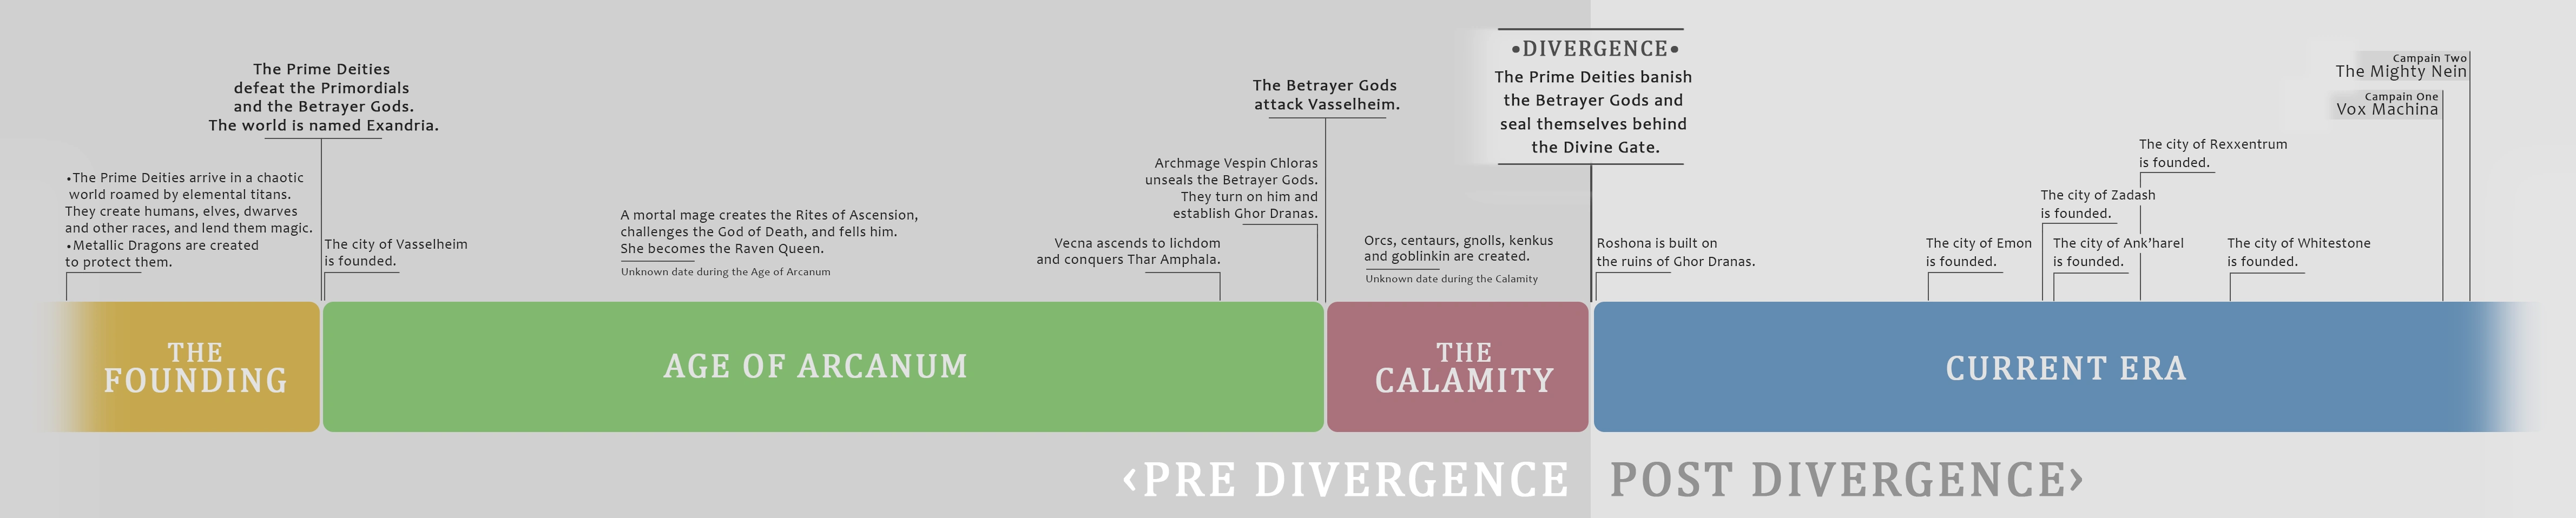 The Prime Deities
defeat the Primordials
and the Betrayer Gods.
The world is named Exandria.
•The Prime Deities arrive in a chaotic
world roamed by elemental titans.
They create humans, elves, dwarves
and other races, and lend them magic.
•Metallic Dragons are created
to protect them.
The city of Vasselheim
is founded.
A mortal mage creates the Rites of Ascension,
challenges the God of Death, and fells him.
She becomes the Raven Queen.
Unknown date during the Age of Arcanum
Vecna ascends to lichdom
and conquers Thar Amphala.
Archmage Vespin Chloras
unseals the Betrayer Gods.
They turn on him and
establish Ghor Dranas.
The Betrayer Gods
attack Vasselheim.
Orcs, centaurs, gnolls, kenkus
and goblinkin are created.
Unknown date during the Calamity
•DIVERGENCE•
The Prime Deities banish
the Betrayer Gods and
seal themselves behind
the Divine Gate.
Roshona is built on
the ruins of Ghor Dranas.
The city of Emon
is founded.
The city of Zadash
is founded.
The city of Ank'harel
is founded.
The city of Rexxentrum
is founded.
The city of Whitestone
is founded.
Campain One
Vox Machina
Campain Two
The Mighty Nein
THE
FOUNDING
AGE OF ARCANUM
THE
CALAMITY
CURRENT ERA
‹PRE DIVERGENCE
POST DIVERGENCE›